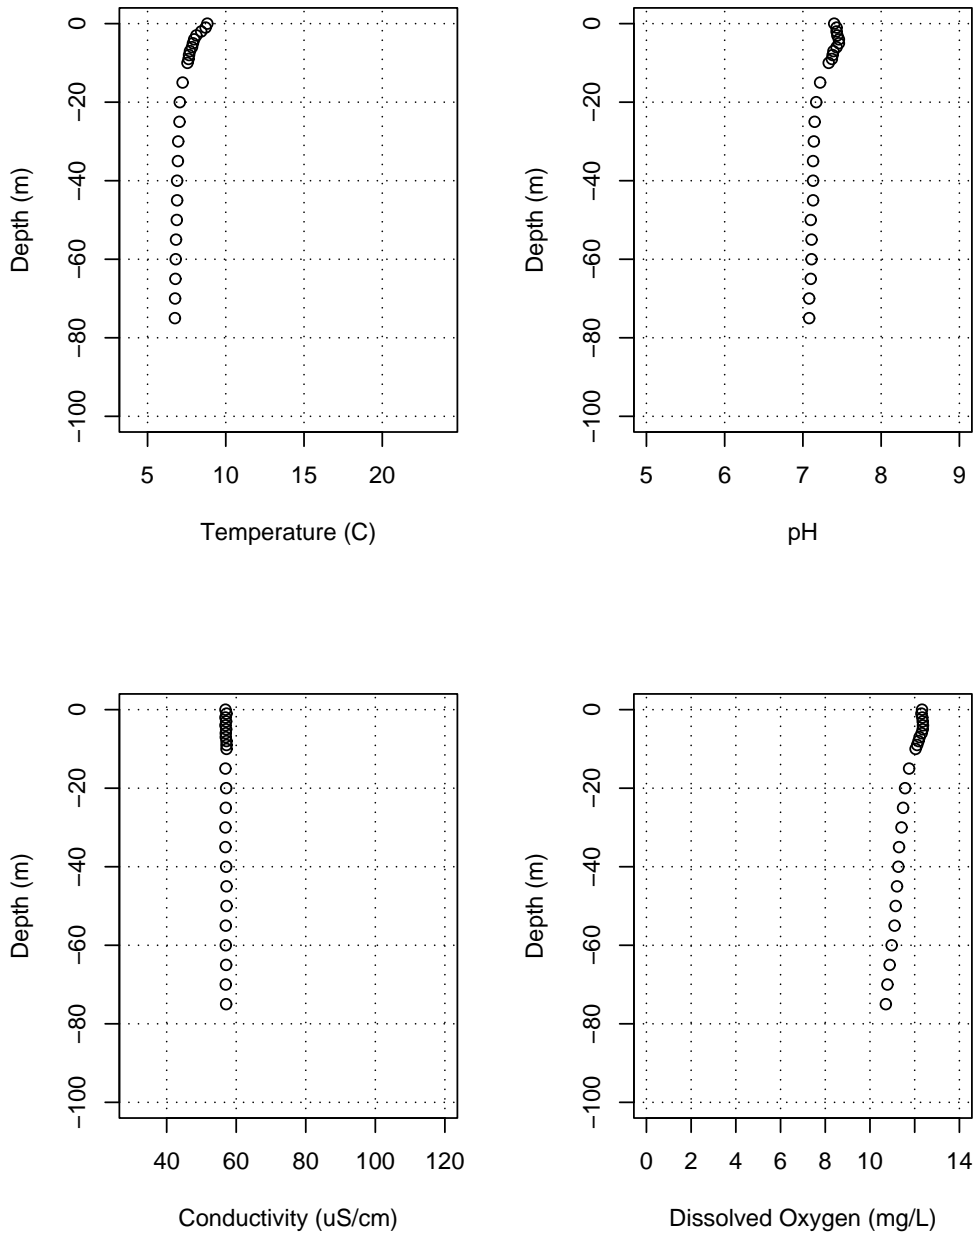 0
−20
−40
−60
−80
−100
Depth (m)
5 10 15 20
Temperature (C)
0
−20
−40
−60
−80
−100
Depth (m)
5 6 7 8 9
pH
0
−20
−40
−60
−80
−100
Depth (m)
40 60 80 100 120
Conductivity (uS/cm)
0
−20
−40
−60
−80
−100
Depth (m)
0 2 4 6 8 10 14
Dissolved Oxygen (mg/L)